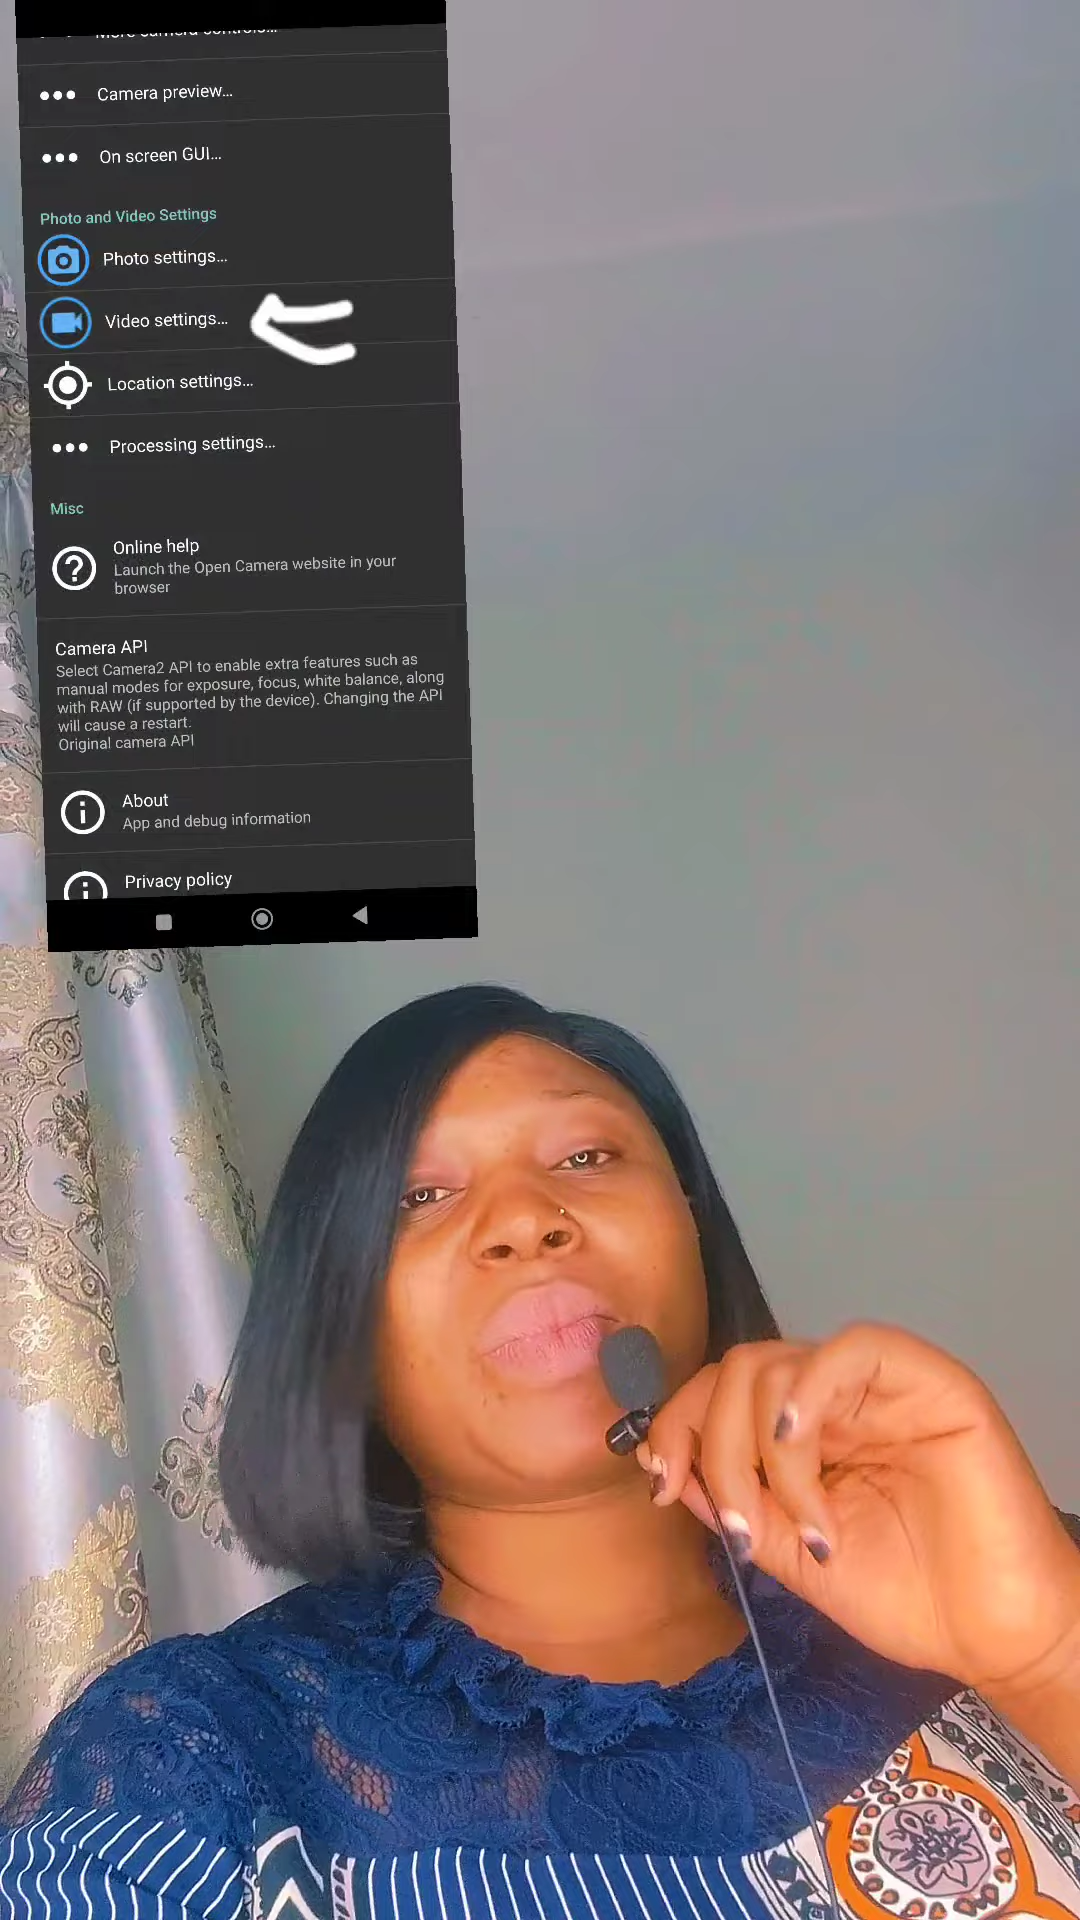 More camera controls...
Camera preview...
On screen GUI...
Photo and Video Settings
Photo settings...
Video settings...
Location settings...
Processing settings...
Misc
Online help
Launch the Open Camera website in your
browser
Camera API
Select Camera2 API to enable extra features such as
manual modes for exposure, focus, white balance, along
with RAW (if supported by the device). Changing the API
will cause a restart.
Original camera API
About
App and debug information
Privacy policy